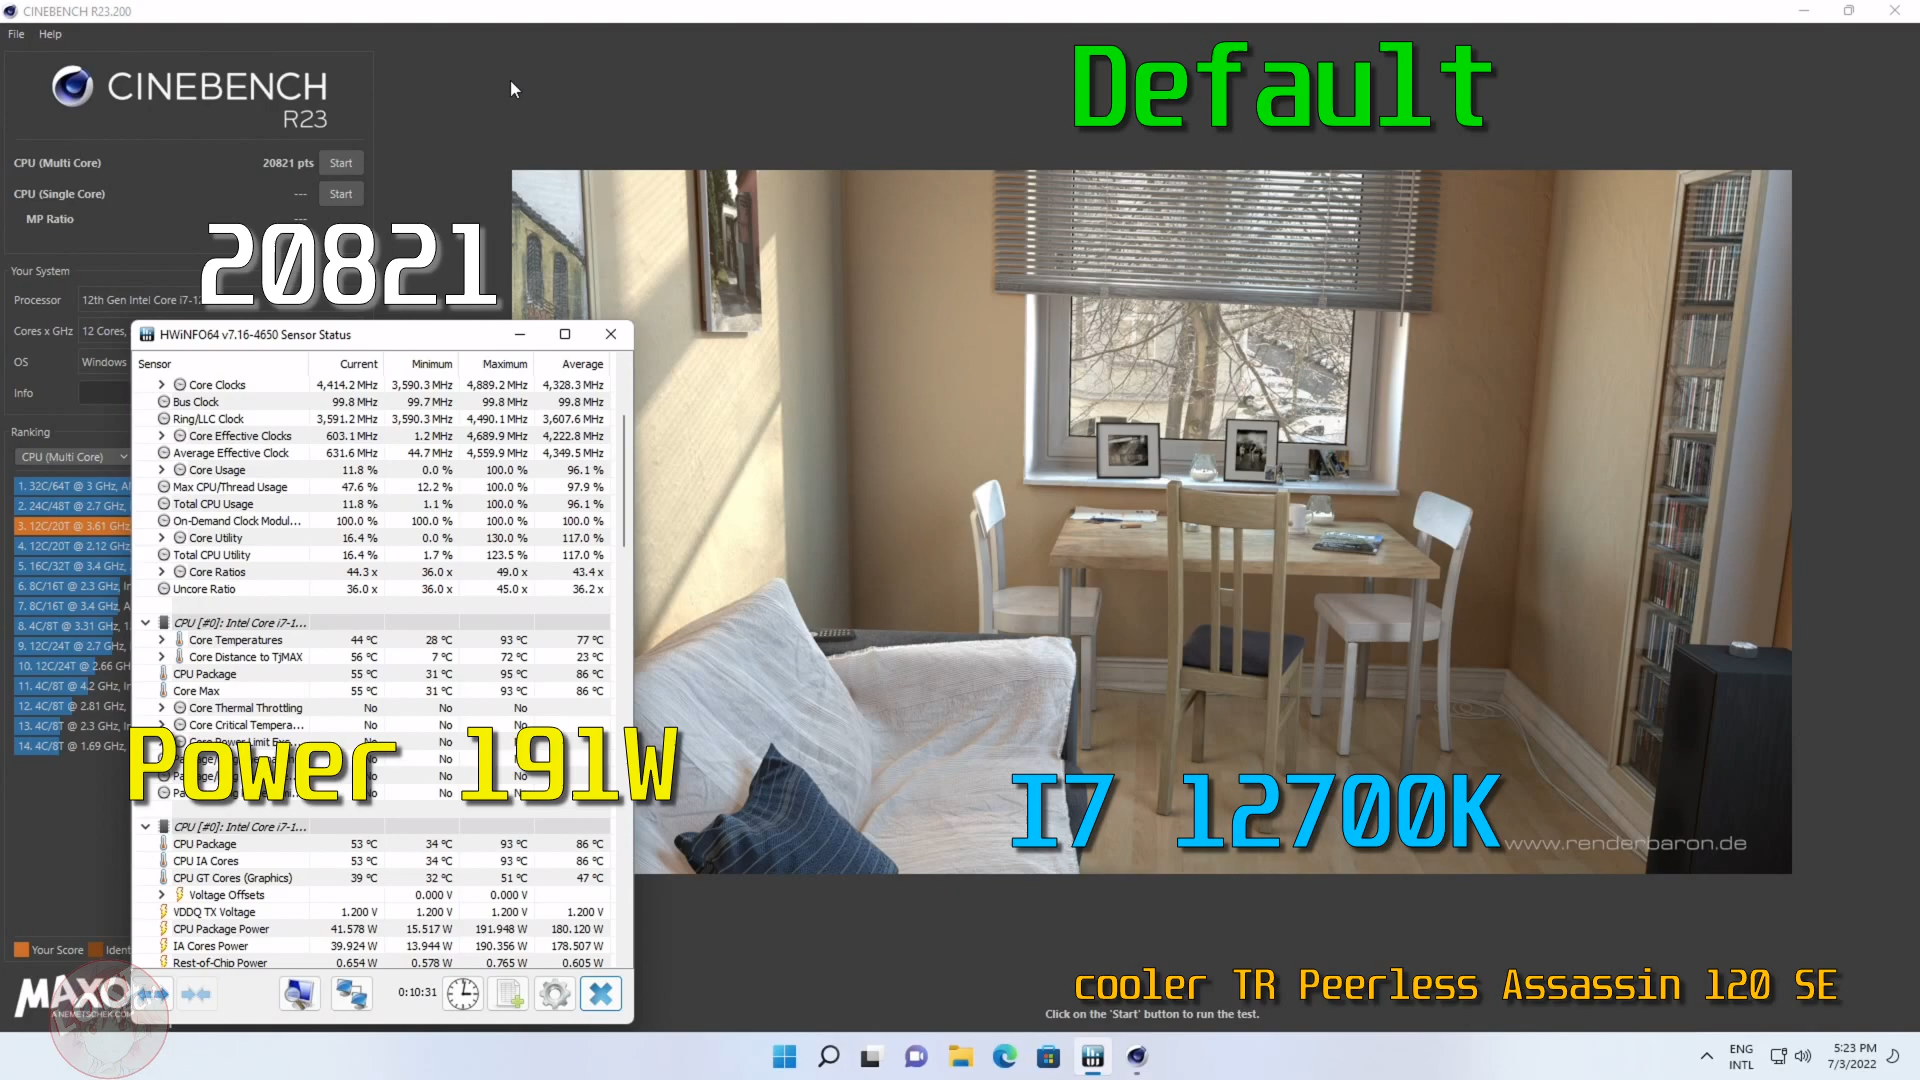 CINEBENCH R23.200
File Help
CINEBENCH
R23
Default
CPU (Multi Core) 20821 pts Start
CPU (Single Core) --- Start
MP Ratio ---
20821
Your System
Processor 12th Gen Intel Core i7-12
Cores x GHz 12 Cores,
OS Windows
Info
Ranking
CPU (Multi Core)
1. 32C/64T @ 3 GHz, A
2. 24C/48T @ 2.7 GHz
3. 12C/20T @ 3.61 GHz
4. 12C/20T @ 2.12 GHz
5. 16C/32T @ 3.4 GHz,
6. 8C/16T @ 2.3 GHz, In
7. 8C/16T @ 3.4 GHz, A
8. 4C/8T @ 3.31 GHz, 1
9. 12C/24T @ 2.7 GHz,
10. 12C/24T @ 2.66 GH
11. 4C/8T @ 4.2 GHz, In
12. 4C/8T @ 2.81 GHz,
13. 4C/8T @ 2.3 GHz, In
14. 4C/8T @ 1.69 GHz,
Your Score Ident
MAXO
A NEMETSCHEK COM
HWiNFO64 v7.16-4650 Sensor Status
Sensor Current Minimum Maximum Average
Core Clocks 4,414.2 MHz 3,590.3 MHz 4,889.2 MHz 4,328.3 MHz
Bus Clock 99.8 MHz 99.7 MHz 99.8 MHz 99.8 MHz
Ring/LLC Clock 3,591.2 MHz 3,590.3 MHz 4,490.1 MHz 3,607.6 MHz
Core Effective Clocks 603.1 MHz 1.2 MHz 4,689.9 MHz 4,222.8 MHz
Average Effective Clock 631.6 MHz 44.7 MHz 4,559.9 MHz 4,349.5 MHz
Core Usage 11.8 % 0.0 % 100.0 % 96.1 %
Max CPU/Thread Usage 47.6 % 12.2 % 100.0 % 97.9 %
Total CPU Usage 11.8 % 1.1 % 100.0 % 96.1 %
On-Demand Clock Modul... 100.0 % 100.0 % 100.0 % 100.0 %
Core Utility 16.4 % 0.0 % 130.0 % 117.0 %
Total CPU Utility 16.4 % 1.7 % 123.5 % 117.0 %
Core Ratios 44.3 x 36.0 x 49.0 x 43.4 x
Uncore Ratio 36.0 x 36.0 x 45.0 x 36.2 x
CPU [#0]: Intel Core i7-1...
Core Temperatures 44 °C 28 °C 93 °C 77 °C
Core Distance to TjMAX 56 °C 7 °C 72 °C 23 °C
CPU Package 55 °C 31 °C 95 °C 86 °C
Core Max 55 °C 31 °C 93 °C 86 °C
Core Thermal Throttling No No No
Core Critical Tempera... No No No
Core Power Limit Exc... No No
No No
No No
No No
Power 191W
CPU [#0]: Intel Core i7-1...
CPU Package 53 °C 34 °C 93 °C 86 °C
CPU IA Cores 53 °C 34 °C 93 °C 86 °C
CPU GT Cores (Graphics) 39 °C 32 °C 51 °C 47 °C
Voltage Offsets 0.000 V 0.000 V
VDDQ TX Voltage 1.200 V 1.200 V 1.200 V 1.200 V
CPU Package Power 41.578 W 15.517 W 191.948 W 180.120 W
IA Cores Power 39.924 W 13.944 W 190.356 W 178.507 W
Rest-of-Chip Power 0.654 W 0.578 W 0.765 W 0.605 W
0:10:31
I7 12700K
www.renderbaron.de
cooler TR Peerless Assassin 120 SE
Click on the 'Start' button to run the test.
ENG
INTL
5:23 PM
7/3/2022